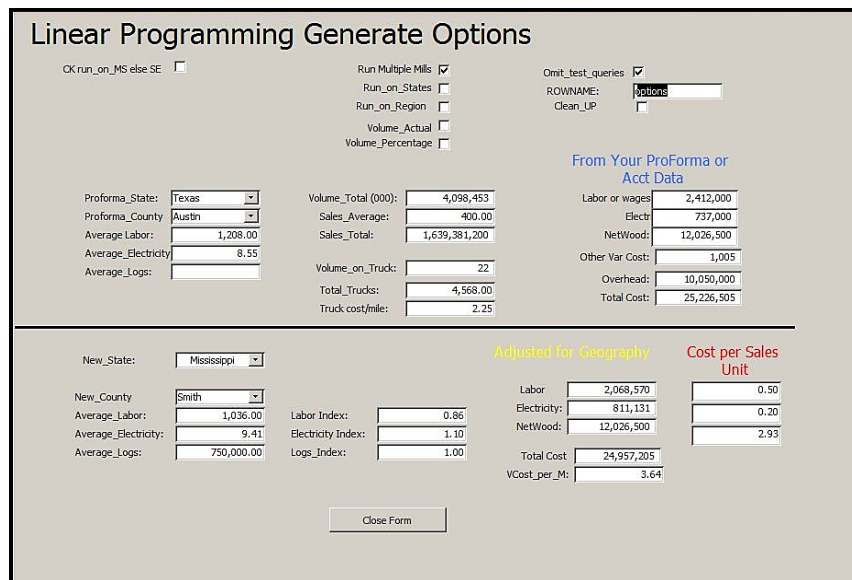 Linear Programming Generate Options
CK run_on_MS else SE
Run Multiple Mills
Run_on_States
Run_on_Region
Volume_Actual
Volume_Percentage
Omit_test_queries
ROWNAME: options
Clean_UP
From Your ProForma or
Acct Data
Proforma_State: Texas
Proforma_County Austin
Average Labor: 1,208.00
Average_Electricity 8.55
Average_Logs:
Volume_Total (000): 4,098,453
Sales_Average: 400.00
Sales_Total: 1,639,381,200
Volume_on_Truck: 22
Total_Trucks: 4,568.00
Truck cost/mile: 2.25
Labor or wages 2,412,000
Electr 737,000
NetWood: 12,026,500
Other Var Cost: 1,005
Overhead: 10,050,000
Total Cost: 25,226,505
New_State: Mississippi
New_County Smith
Average_Labor: 1,036.00
Average_Electricity: 9.41
Average_Logs: 750,000.00
Labor Index: 0.86
Electricity Index: 1.10
Logs_Index: 1.00
Adjusted for Geography
Labor 2,068,570
Electricity: 811,131
NetWood: 12,026,500
Total Cost 24,957,205
VCost_per_M: 3.64
Cost per Sales
Unit
0.50
0.20
2.93
Close Form